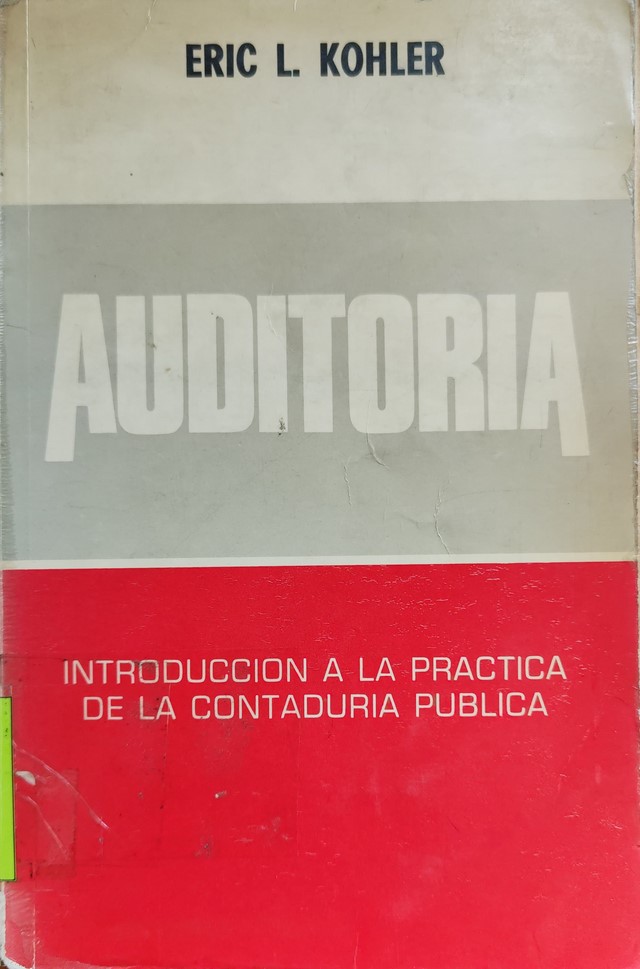 ERIC L. KOHLER
AUDITORIA
INTRODUCCION A LA PRACTICA
DE LA CONTADURIA PUBLICA